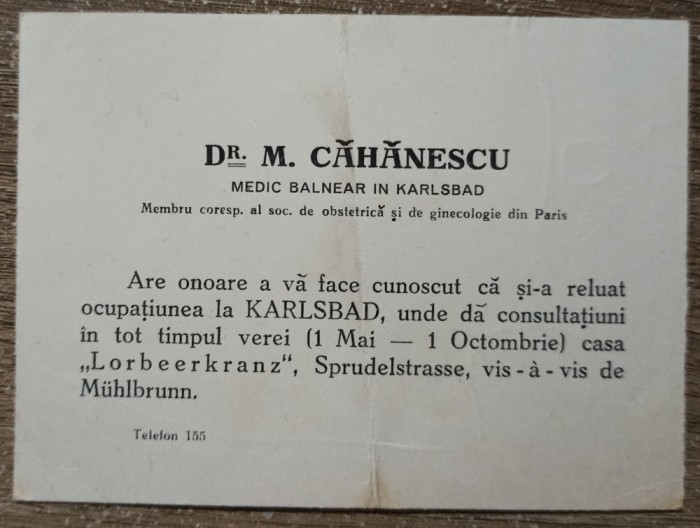 DR. M. CĂHĂNESCU
MEDIC BALNEAR IN KARLSBAD
Membru coresp. al soc. de obstetrică și de ginecologie din Paris
Are onoare a vă face cunoscut că și-a reluat
ocupațiunea la KARLSBAD, unde dă consultațiuni
în tot timpul verei (1 Mai — 1 Octombrie) casa
„Lorbeerkranz“, Sprudelstrasse, vis - à - vis de
Mühlbrunn.
Telefon 155